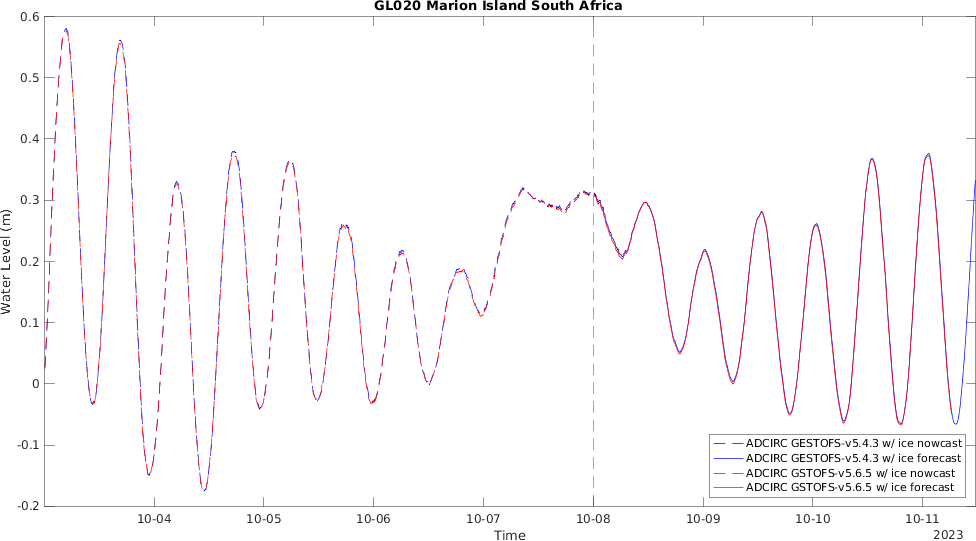 GL020 Marion Island South Africa
0.6
0.5
0.4
0.3
0.2
0.1
0
-0.1
-0.2
Water Level (m)
10-04 10-05 10-06 10-07 10-08 10-09 10-10 10-11
Time
2023
ADCIRC GESTOFS-v5.4.3 w/ ice nowcast
ADCIRC GESTOFS-v5.4.3 w/ ice forecast
ADCIRC GSTOFS-v5.6.5 w/ ice nowcast
ADCIRC GSTOFS-v5.6.5 w/ ice forecast